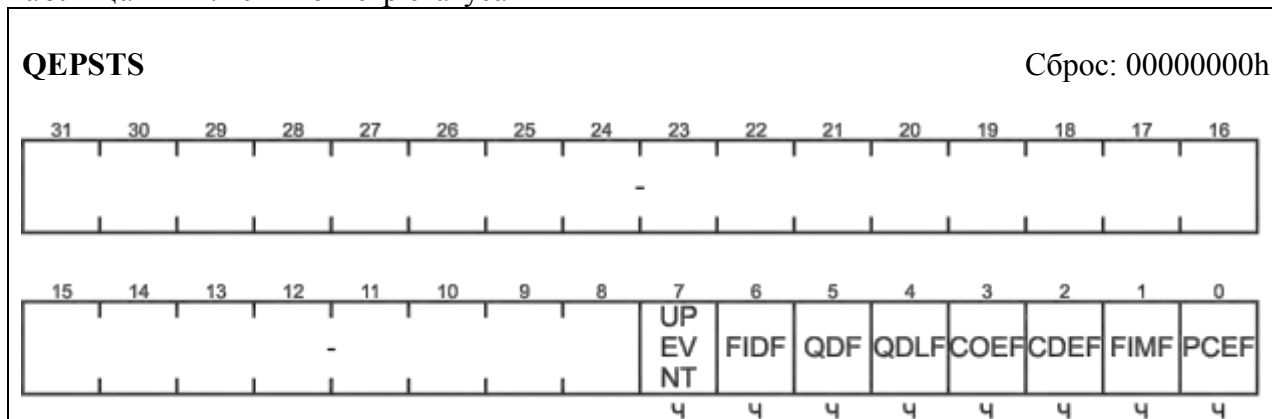 QEPSTS Сброс: 00000000h
31 30 29 28 27 26 25 24 23 22 21 20 19 18 17 16
-
15 14 13 12 11 10 9 8 7 6 5 4 3 2 1 0
- UP EV NT FIDF QDF QDLF COEF CDEF FIMF PCEF
ч ч ч ч ч ч ч ч